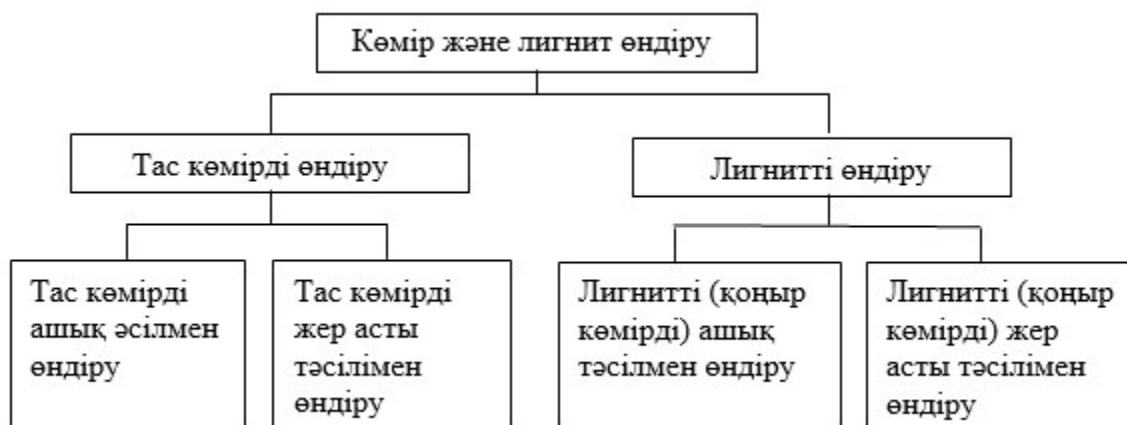 Көмір және лигнит өндіру
Тас көмірді өндіру
Лигнитті өндіру
Тас көмірді
ашық әсілмен
өндіру
Тас көмірді
жер асты
тәсілімен
өндіру
Лигнитті (қоңыр
көмірді) ашық
тәсілмен өндіру
Лигнитті (қоңыр
көмірді) жер
асты тәсілімен
өндіру